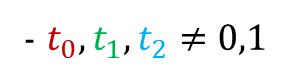 - t₀, t₁, t₂ ≠ 0,1